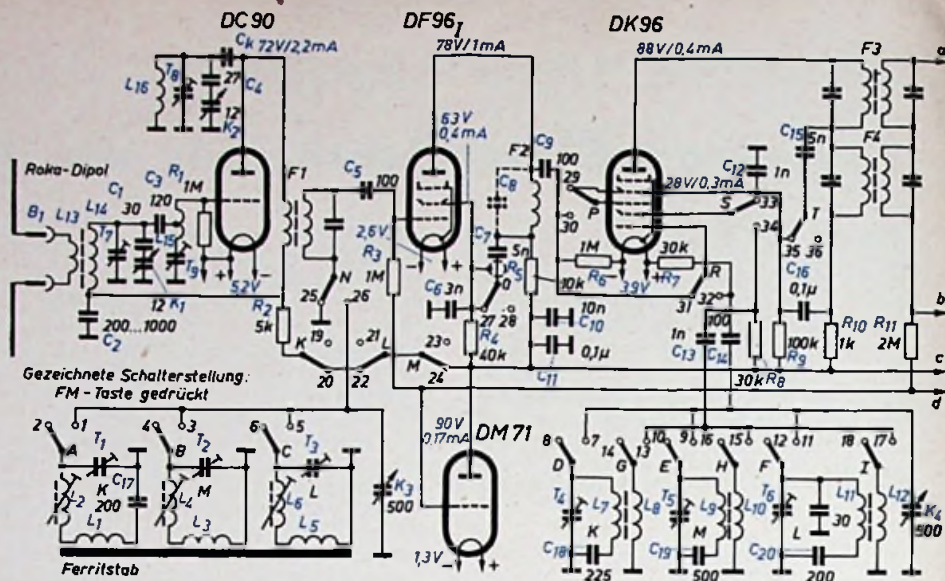 DC 90
DF96 I
DK96
Ck 72V/2,2mA
78V/1mA
88V/0,4mA
F3
a
L16
T8
27
C4
12
K2
63V
0,4mA
C9
100
C15
5n
F4
Roka-Dipol
C1
C3
R1
1M
F1
C5
100
F2
C8
29
P
C12
1n
28V/0,3mA
S
33
T
B1
L13
L14
30
120
T7
L15
T9
+
-
5,2V
2,6V
R3
-
+
C7
5n
30
34
35
36
1M
30k
C16
12
K1
R2
N
1M
C6
3n
R5
O
10k
R6
+
-
R7
R
3,9V
31
32
0,1µ
b
200...1000
C2
5k
25
26
27
28
10n
C10
1n
100
100k
R10
R11
19
K
21
L
23
M
R4
40k
0,1µ
C11
C13
C14
R9
1k
2M
c
20
22
24
30k
R8
d
Gezeichnete Schalterstellung:
FM-Taste gedrückt
90V
0,17mA
DM 71
2
1
4
3
6
5
8
7
14
13
10
9
16
15
12
11
18
17
A
T1
B
T2
C
T3
K3
500
D
G
E
H
F
I
L2
K
200
C17
L4
M
L6
L
T4
L7
L8
T5
L9
L10
T6
L11
L12
K4
500
L1
L3
L5
1,3V
-
+
K
M
L
30
C18
225
C19
500
C20
200
Ferritstab